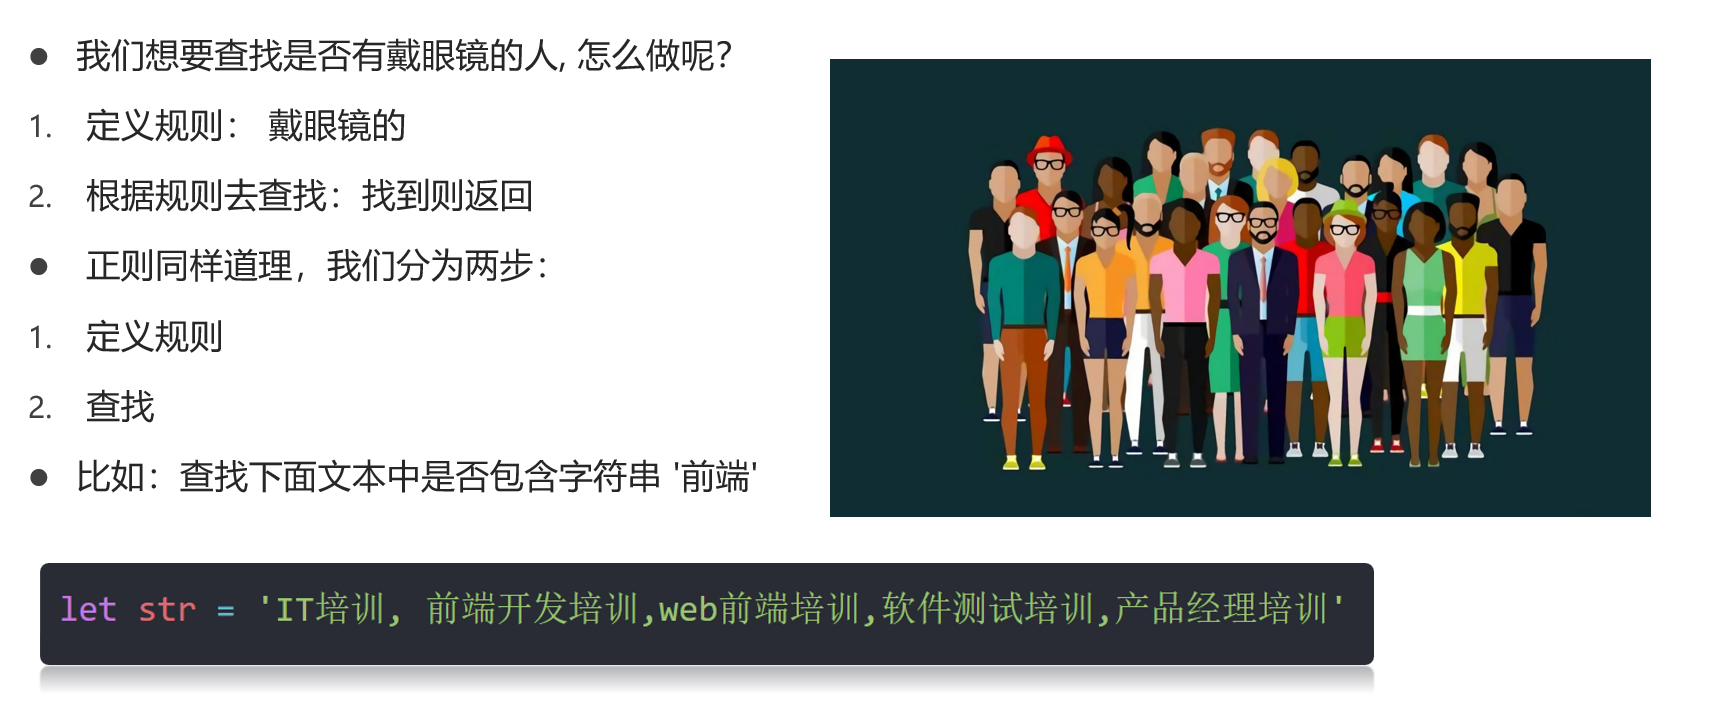 ● 我们想要查找是否有戴眼镜的人, 怎么做呢？
1. 定义规则： 戴眼镜的
2. 根据规则去查找：找到则返回
● 正则同样道理，我们分为两步：
1. 定义规则
2. 查找
● 比如：查找下面文本中是否包含字符串 '前端'
let str = 'IT培训, 前端开发培训,web前端培训,软件测试培训,产品经理培训'